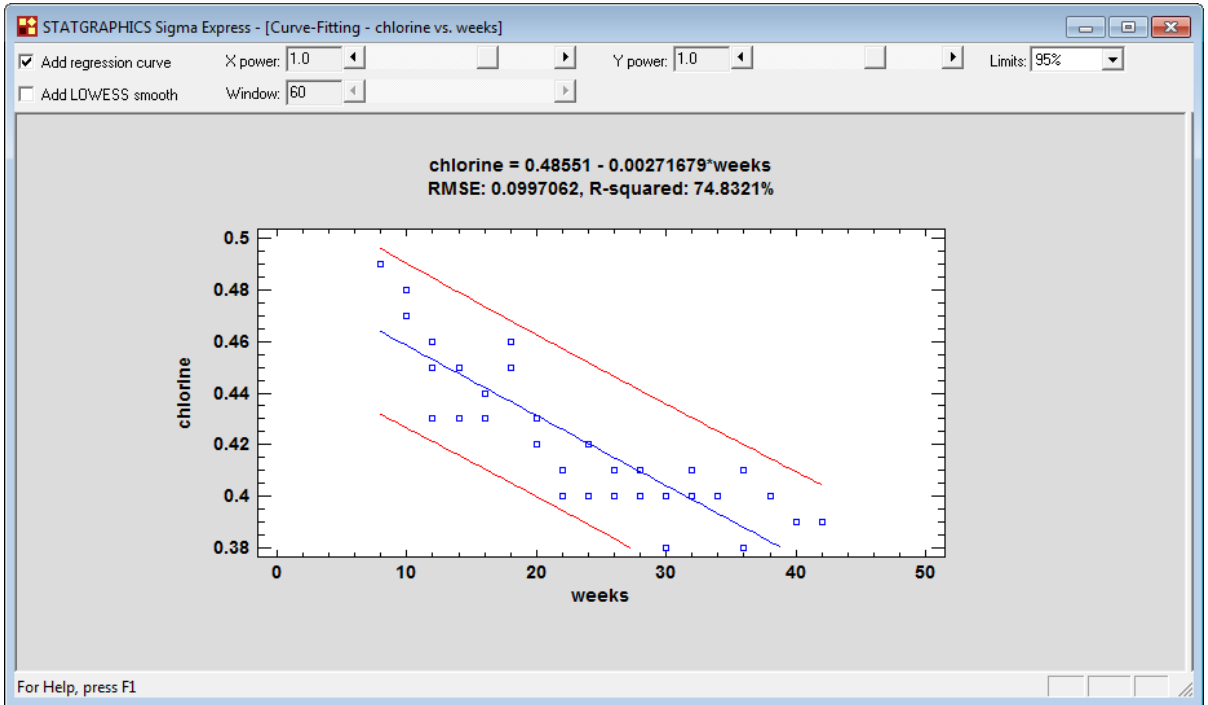 STATGRAPHICS Sigma Express - [Curve-Fitting - chlorine vs. weeks]
Add regression curve X power: 1.0 Y power: 1.0 Limits: 95%
Add LOWESS smooth Window: 60
chlorine = 0.48551 - 0.00271679*weeks
RMSE: 0.0997062, R-squared: 74.8321%
0.5
0.48
0.46
0.44
0.42
0.4
0.38
chlorine
0 10 20 30 40 50
weeks
For Help, press F1